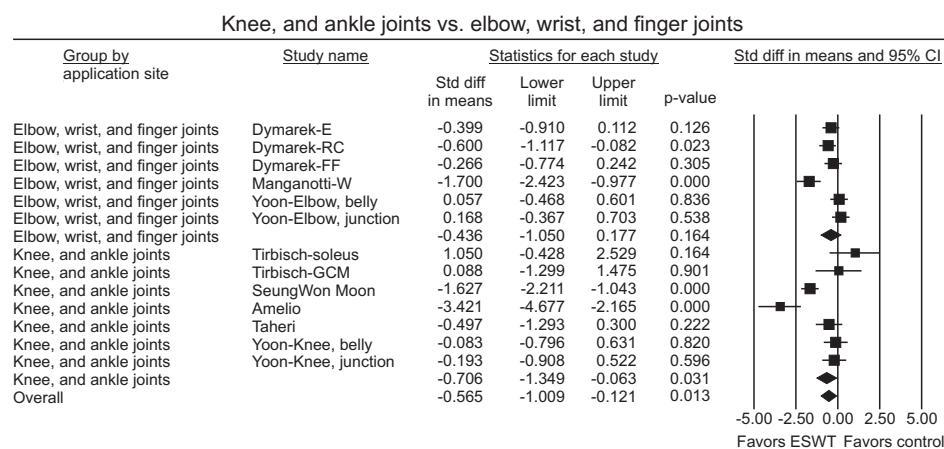 Knee, and ankle joints vs. elbow, wrist, and finger joints
Group by application site Study name Statistics for each study Std diff in means and 95% CI
Std diff in means Lower limit Upper limit p-value
Elbow, wrist, and finger joints Dymarek-E -0.399 -0.910 0.112 0.126
Elbow, wrist, and finger joints Dymarek-RC -0.600 -1.117 -0.082 0.023
Elbow, wrist, and finger joints Dymarek-FF -0.266 -0.774 0.242 0.305
Elbow, wrist, and finger joints Manganotti-W -1.700 -2.423 -0.977 0.000
Elbow, wrist, and finger joints Yoon-Elbow, belly 0.057 -0.468 0.601 0.836
Elbow, wrist, and finger joints Yoon-Elbow, junction 0.168 -0.367 0.703 0.538
Elbow, wrist, and finger joints -0.436 -1.050 0.177 0.164
Knee, and ankle joints Tirbisch-soleus 1.050 -0.428 2.529 0.164
Knee, and ankle joints Tirbisch-GCM 0.088 -1.299 1.475 0.901
Knee, and ankle joints SeungWon Moon -1.627 -2.211 -1.043 0.000
Knee, and ankle joints Amelio -3.421 -4.677 -2.165 0.000
Knee, and ankle joints Taheri -0.497 -1.293 0.300 0.222
Knee, and ankle joints Yoon-Knee, belly -0.083 -0.796 0.631 0.820
Knee, and ankle joints Yoon-Knee, junction -0.193 -0.908 0.522 0.596
Knee, and ankle joints -0.706 -1.349 -0.063 0.031
Overall -0.565 -1.009 -0.121 0.013
-5.00 -2.50 0.00 2.50 5.00
Favors ESWT Favors control